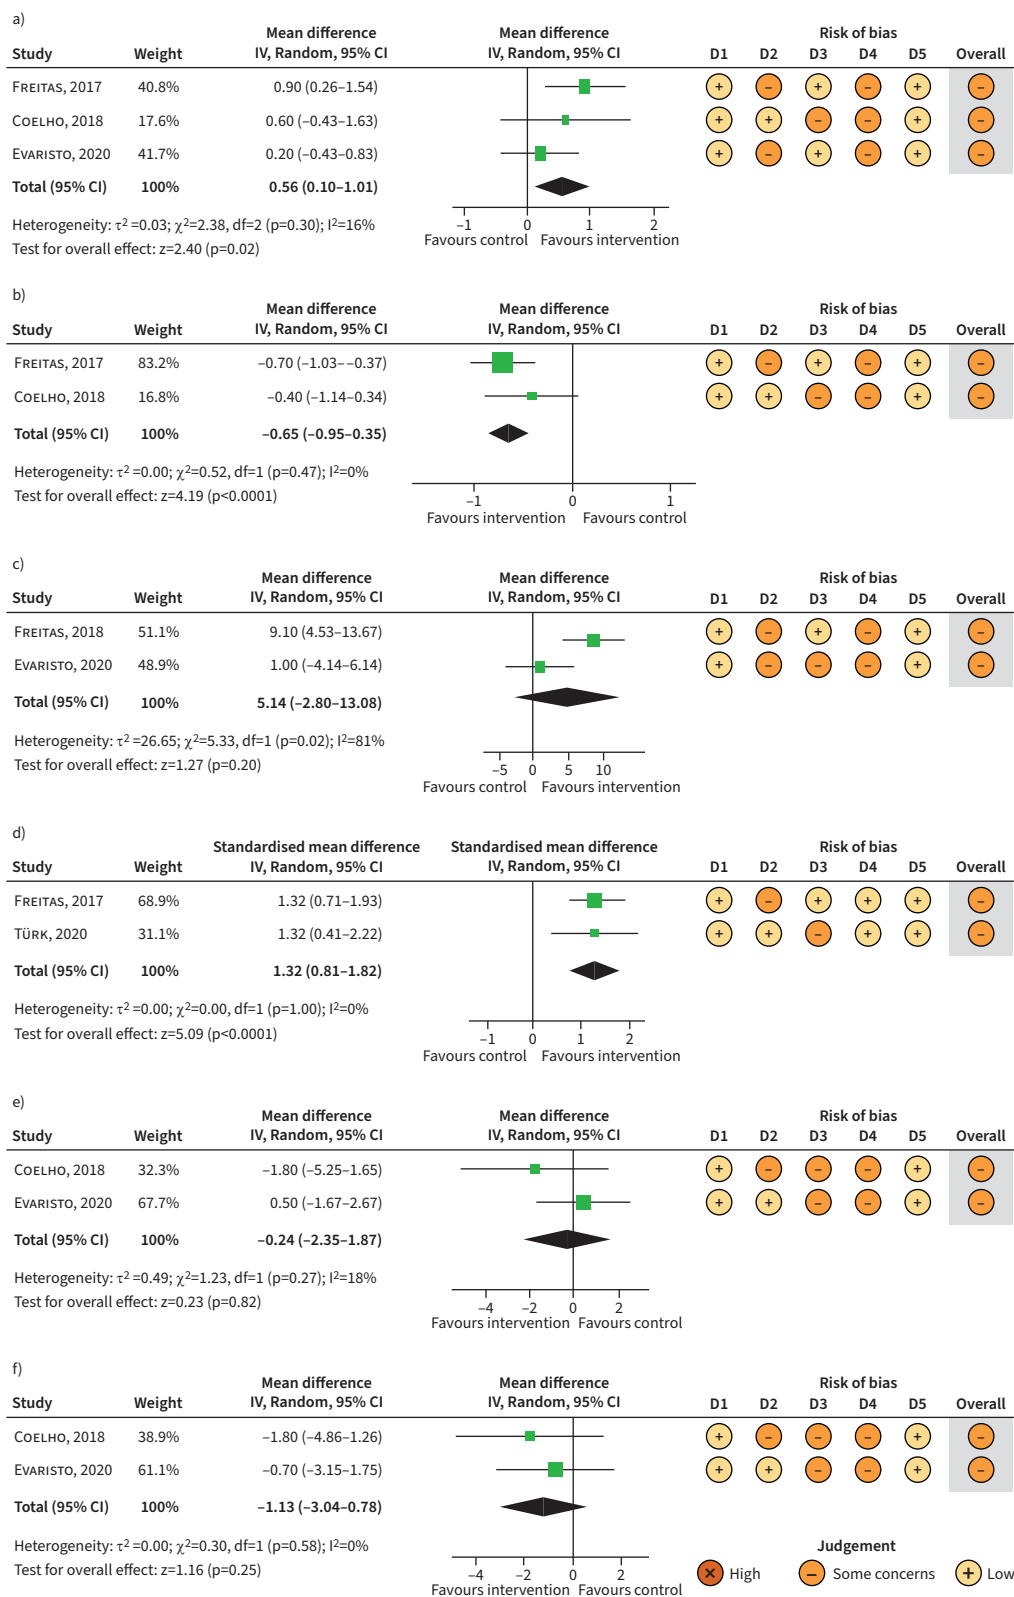 a)
Mean difference Mean difference Risk of bias
Study Weight IV, Random, 95% CI IV, Random, 95% CI D1 D2 D3 D4 D5 Overall
FREITAS, 2017 40.8% 0.90 (0.26–1.54) + – + – + –
COELHO, 2018 17.6% 0.60 (–0.43–1.63) + + – – + –
EVARISTO, 2020 41.7% 0.20 (–0.43–0.83) + – + – + –
Total (95% CI) 100% 0.56 (0.10–1.01)
Heterogeneity: τ²=0.03; χ²=2.38, df=2 (p=0.30); I²=16%
Test for overall effect: z=2.40 (p=0.02)
–1 0 1 2
Favours control Favours intervention
b)
Mean difference Mean difference Risk of bias
Study Weight IV, Random, 95% CI IV, Random, 95% CI D1 D2 D3 D4 D5 Overall
FREITAS, 2017 83.2% –0.70 (–1.03––0.37) + – + – + –
COELHO, 2018 16.8% –0.40 (–1.14–0.34) + + – – + –
Total (95% CI) 100% –0.65 (–0.95–0.35)
Heterogeneity: τ²=0.00; χ²=0.52, df=1 (p=0.47); I²=0%
Test for overall effect: z=4.19 (p<0.0001)
–1 0 1
Favours intervention Favours control
c)
Mean difference Mean difference Risk of bias
Study Weight IV, Random, 95% CI IV, Random, 95% CI D1 D2 D3 D4 D5 Overall
FREITAS, 2018 51.1% 9.10 (4.53–13.67) + – + – + –
EVARISTO, 2020 48.9% 1.00 (–4.14–6.14) + – – – + –
Total (95% CI) 100% 5.14 (–2.80–13.08)
Heterogeneity: τ²=26.65; χ²=5.33, df=1 (p=0.02); I²=81%
Test for overall effect: z=1.27 (p=0.20)
–5 0 5 10
Favours control Favours intervention
d)
Standardised mean difference Standardised mean difference Risk of bias
Study Weight IV, Random, 95% CI IV, Random, 95% CI D1 D2 D3 D4 D5 Overall
FREITAS, 2017 68.9% 1.32 (0.71–1.93) + – + + + –
TÜRK, 2020 31.1% 1.32 (0.41–2.22) + + – + + –
Total (95% CI) 100% 1.32 (0.81–1.82)
Heterogeneity: τ²=0.00; χ²=0.00, df=1 (p=1.00); I²=0%
Test for overall effect: z=5.09 (p<0.0001)
–1 0 1 2
Favours control Favours intervention
e)
Mean difference Mean difference Risk of bias
Study Weight IV, Random, 95% CI IV, Random, 95% CI D1 D2 D3 D4 D5 Overall
COELHO, 2018 32.3% –1.80 (–5.25–1.65) + – – – + –
EVARISTO, 2020 67.7% 0.50 (–1.67–2.67) + + – – + –
Total (95% CI) 100% –0.24 (–2.35–1.87)
Heterogeneity: τ²=0.49; χ²=1.23, df=1 (p=0.27); I²=18%
Test for overall effect: z=0.23 (p=0.82)
–4 –2 0 2
Favours intervention Favours control
f)
Mean difference Mean difference Risk of bias
Study Weight IV, Random, 95% CI IV, Random, 95% CI D1 D2 D3 D4 D5 Overall
COELHO, 2018 38.9% –1.80 (–4.86–1.26) + – – – + –
EVARISTO, 2020 61.1% –0.70 (–3.15–1.75) + + – – + –
Total (95% CI) 100% –1.13 (–3.04–0.78)
Heterogeneity: τ²=0.00; χ²=0.30, df=1 (p=0.58); I²=0%
Test for overall effect: z=1.16 (p=0.25)
–4 –2 0 2
Favours intervention Favours control
Judgement
× High – Some concerns + Low